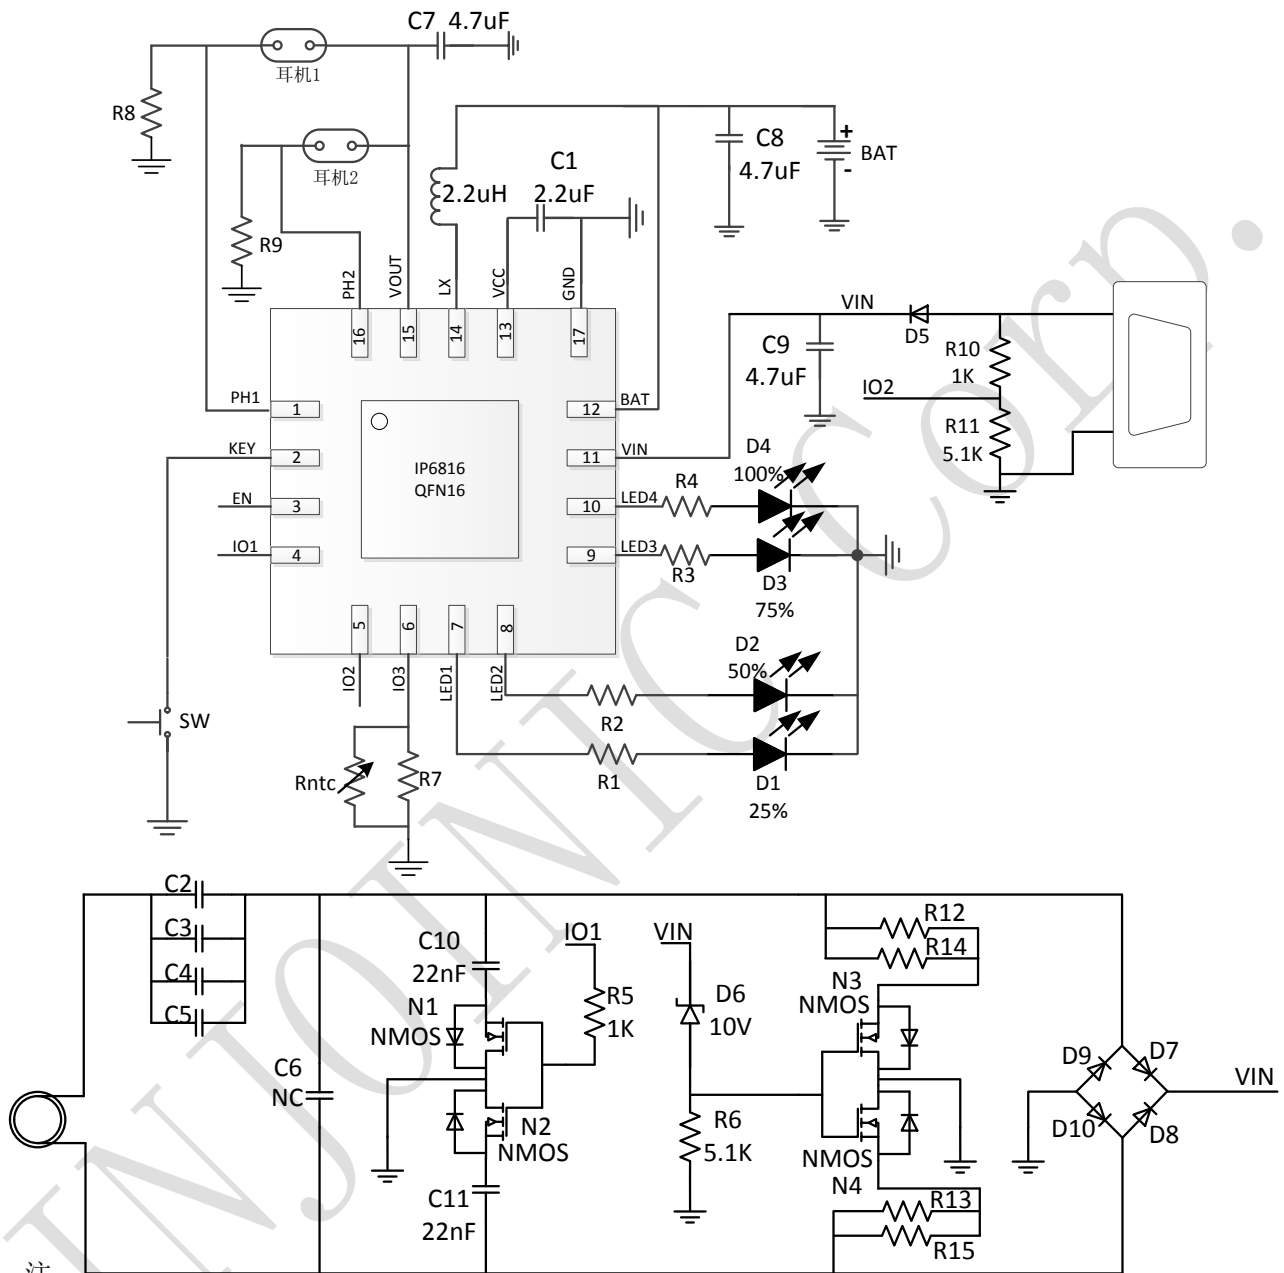 C7 4.7uF
耳机1
R8
耳机2
R9
2.2uH
C1
2.2uF
C8
4.7uF
+
BAT
-
PH2
VOUT
LX
VCC
GND
16
15
14
13
17
VIN
D5
C9
4.7uF
R10
1K
IO2
R11
5.1K
PH1
1
12
BAT
KEY
2
11
VIN
EN
3
10
LED4
IO1
4
9
LED3
IP6816
QFN16
R4
D4
100%
R3
D3
75%
5
6
7
8
IO2
IO3
LED1
LED2
D2
50%
R2
R1
D1
25%
SW
Rntc
R7
C2
C3
C4
C5
C6
NC
C10
22nF
IO1
R5
1K
N1
NMOS
N2
NMOS
C11
22nF
VIN
D6
10V
R6
5.1K
R12
R14
N3
NMOS
NMOS
N4
R13
R15
D9
D7
D10
D8
VIN
注
INJOINIC Corp.